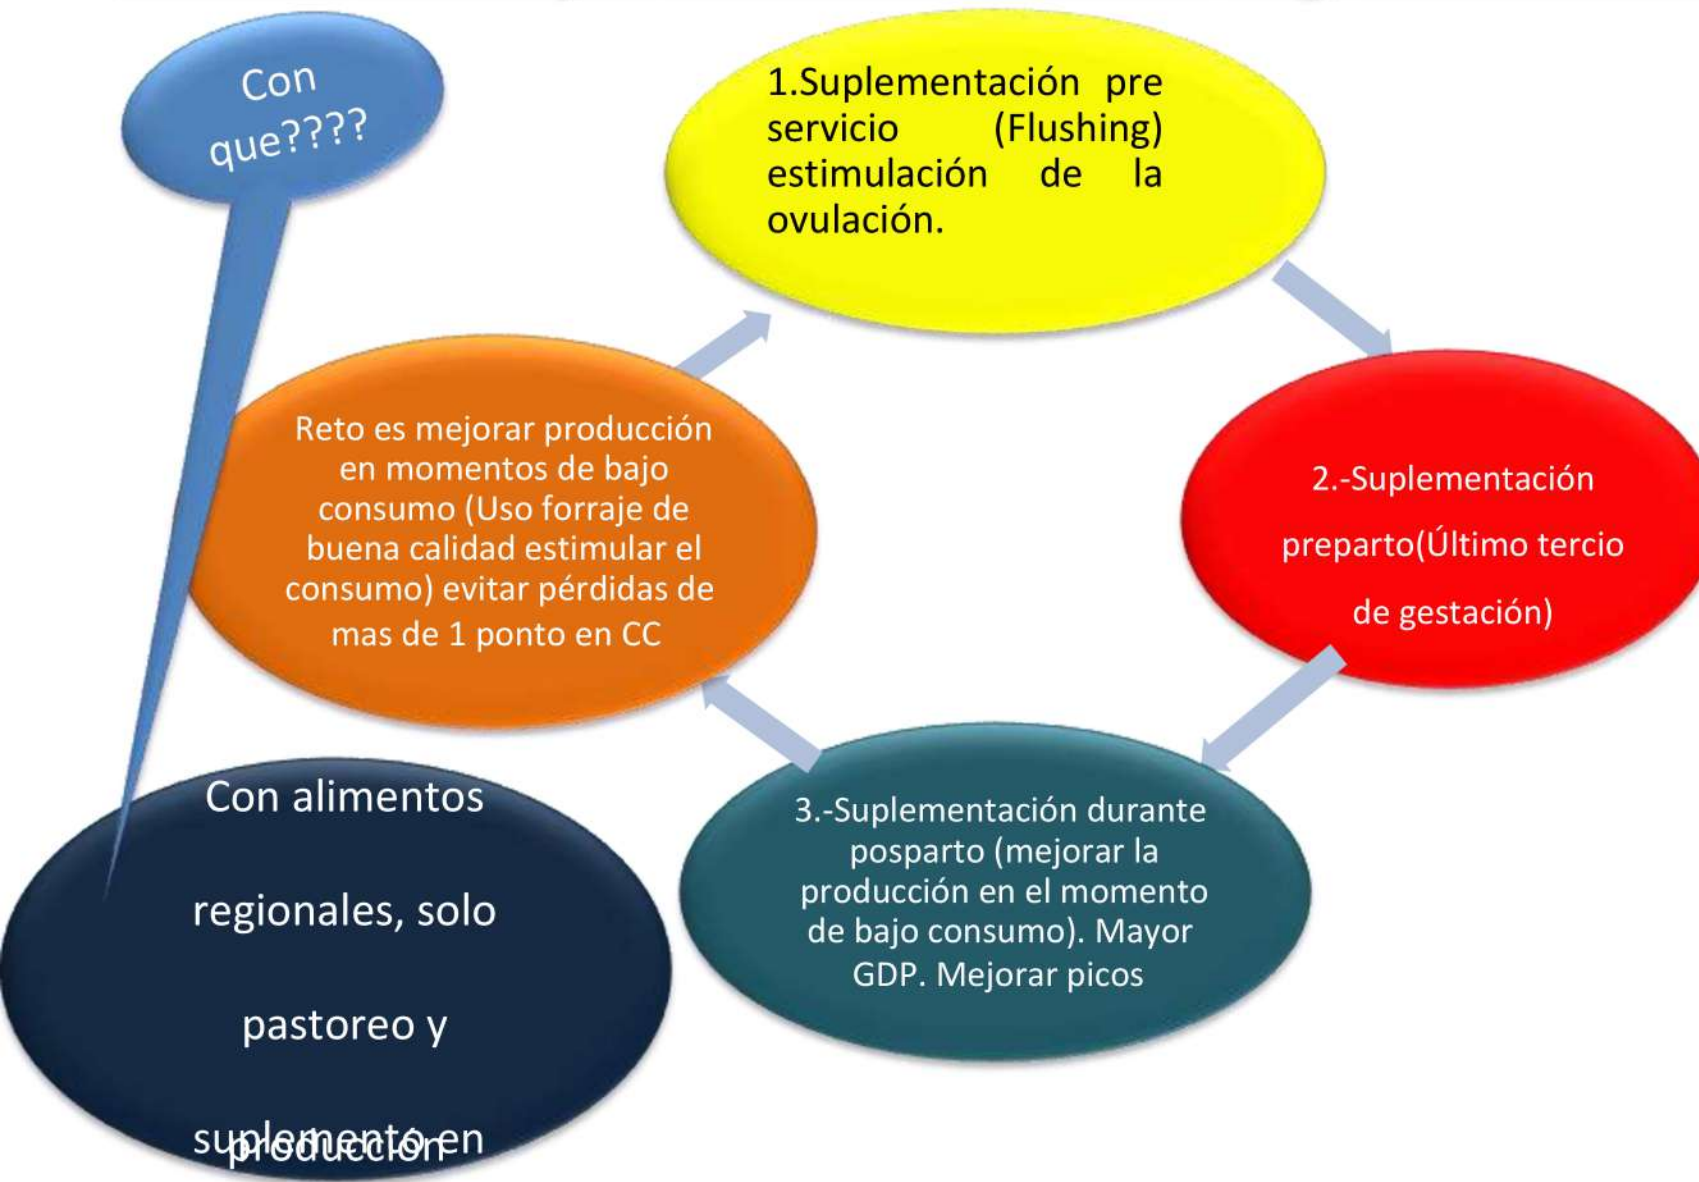 Con
que????
1.Suplementación pre
servicio (Flushing)
estimulación de la
ovulación.
2.-Suplementación
preparto(Último tercio
de gestación)
3.-Suplementación durante
posparto (mejorar la
producción en el momento
de bajo consumo). Mayor
GDP. Mejorar picos
Reto es mejorar producción
en momentos de bajo
consumo (Uso forraje de
buena calidad estimular el
consumo) evitar pérdidas de
mas de 1 ponto en CC
Con alimentos
regionales, solo
pastoreo y
suplemento en
producción